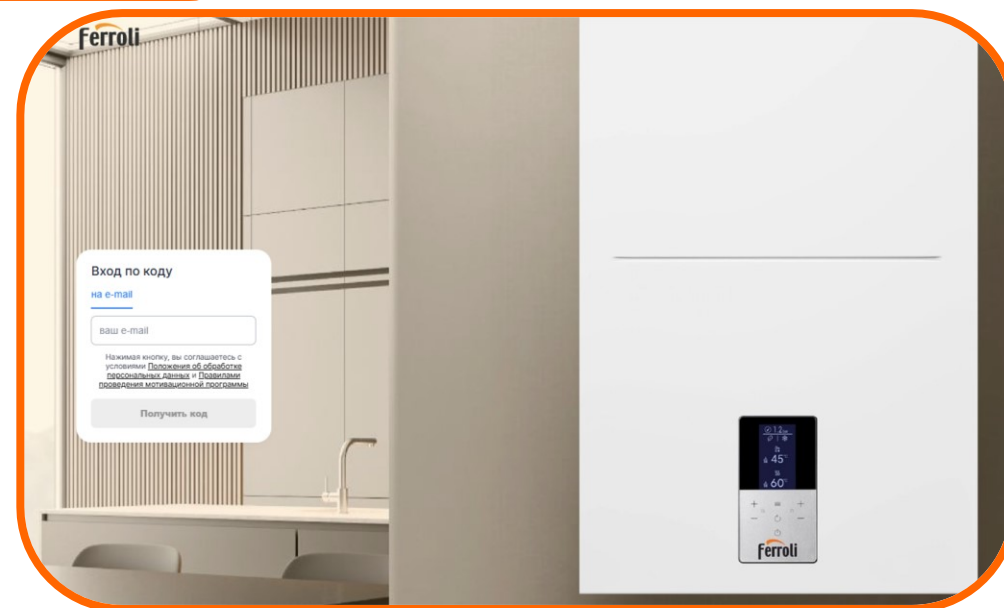 Ferroli
Вход по коду
на e-mail
ваш e-mail
Нажимая кнопку, вы соглашаетесь с
условиями Положения об обработке
персональных данных и Правилами
проведения мотивационной программы
Получить код
45°
60°
Ferroli